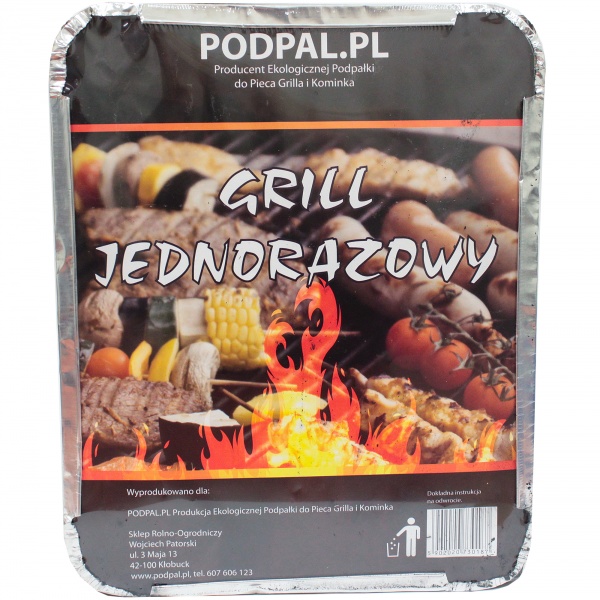 PODPAL.PL
Producent Ekologicznej Podpałki
do Pieca Grilla i Kominka
GRILL
JEDNORAZOWY
Wyprodukowano dla:
PODPAL.PL Produkcja Ekologicznej Podpałki do Pieca Grilla i Kominka
Sklep Rolno-Ogrodniczy
Wojciech Patorski
ul. 3 Maja 13
42-100 Kłobuck
www.podpal.pl, tel. 607 606 123
Dokładna instrukcja
na odwrocie.